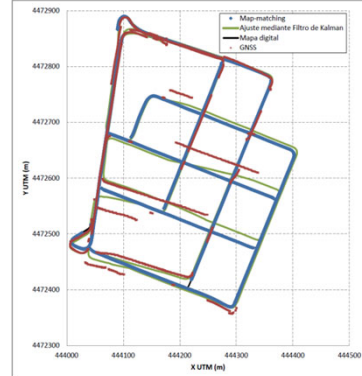 4472900
Map-matching
Ajuste mediante Filtro de Kalman
Mapa digital
GNSS
4472800
4472700
Y UTM (m)
4472600
4472500
4472400
4472300
444000 444100 444200 444300 444400 444500
X UTM (m)